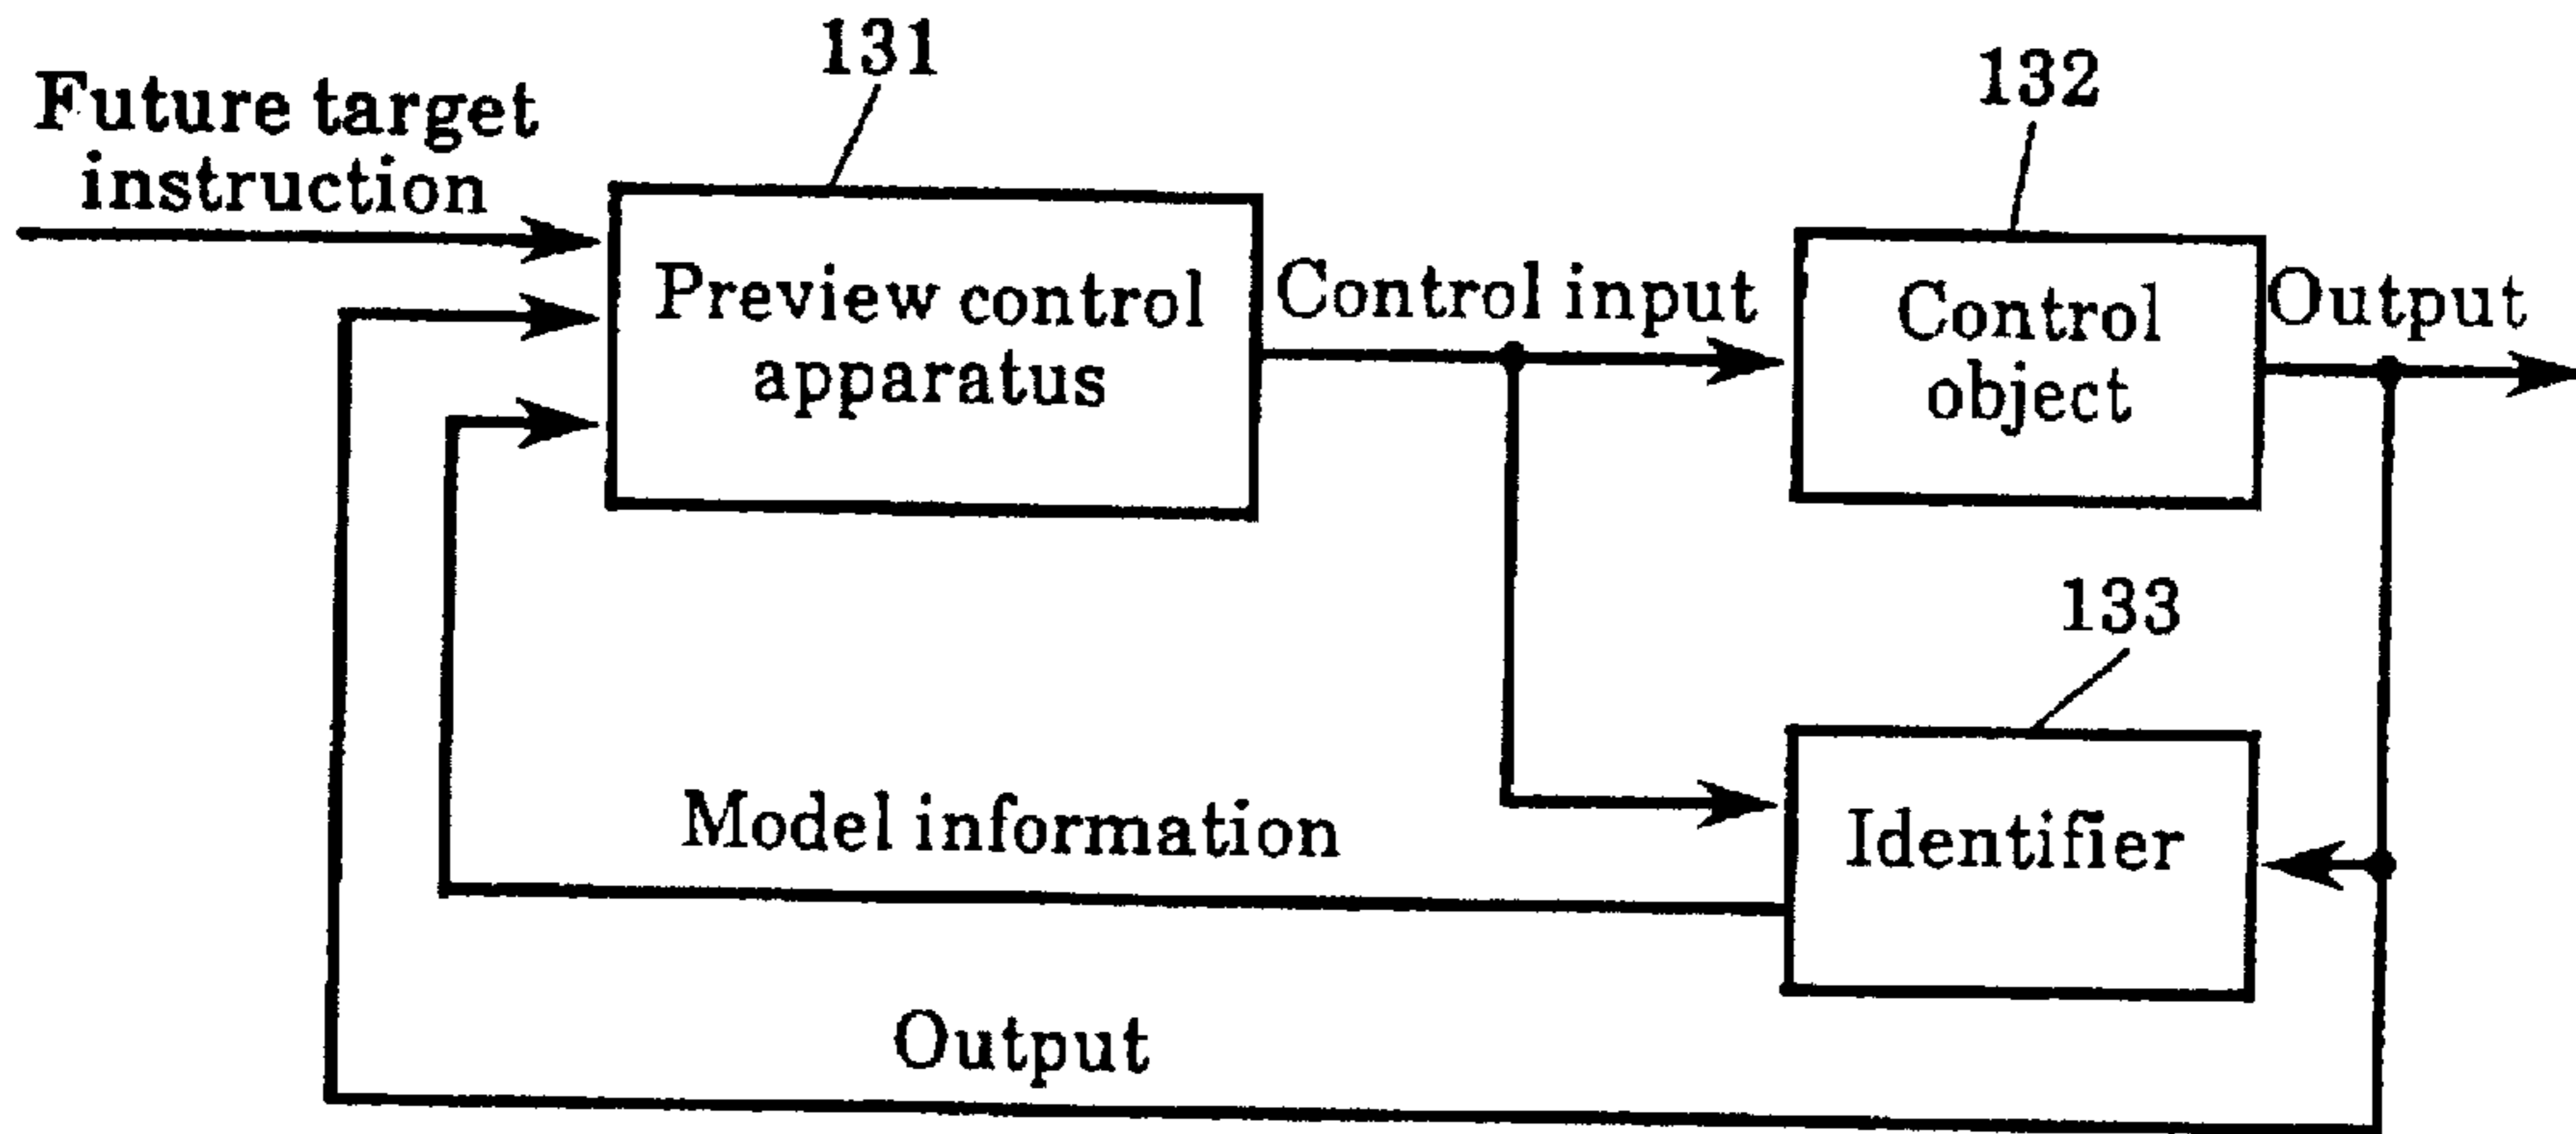 131
132
Future target
instruction
Preview control
apparatus
Control input
Control
object
Output
133
Identifier
Model information
Output